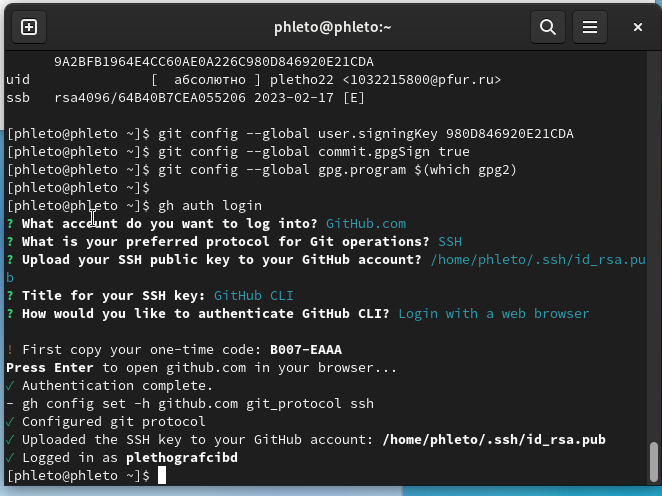 phleto@phleto:~
9A2BFB1964E4CC60AE0A226C980D846920E21CDA
uid [ абсолютно ] pletho22 <1032215800@pfur.ru>
ssb rsa4096/64B40B7CEA055206 2023-02-17 [E]
[phleto@phleto ~]$ git config --global user.signingKey 980D846920E21CDA
[phleto@phleto ~]$ git config --global commit.gpgSign true
[phleto@phleto ~]$ git config --global gpg.program $(which gpg2)
[phleto@phleto ~]$
[phleto@phleto ~]$ gh auth login
? What account do you want to log into? GitHub.com
? What is your preferred protocol for Git operations? SSH
? Upload your SSH public key to your GitHub account? /home/phleto/.ssh/id_rsa.pu
b
? Title for your SSH key: GitHub CLI
? How would you like to authenticate GitHub CLI? Login with a web browser
! First copy your one-time code: B007-EAAA
Press Enter to open github.com in your browser...
✓ Authentication complete.
- gh config set -h github.com git_protocol ssh
✓ Configured git protocol
✓ Uploaded the SSH key to your GitHub account: /home/phleto/.ssh/id_rsa.pub
✓ Logged in as plethografcibd
[phleto@phleto ~]$